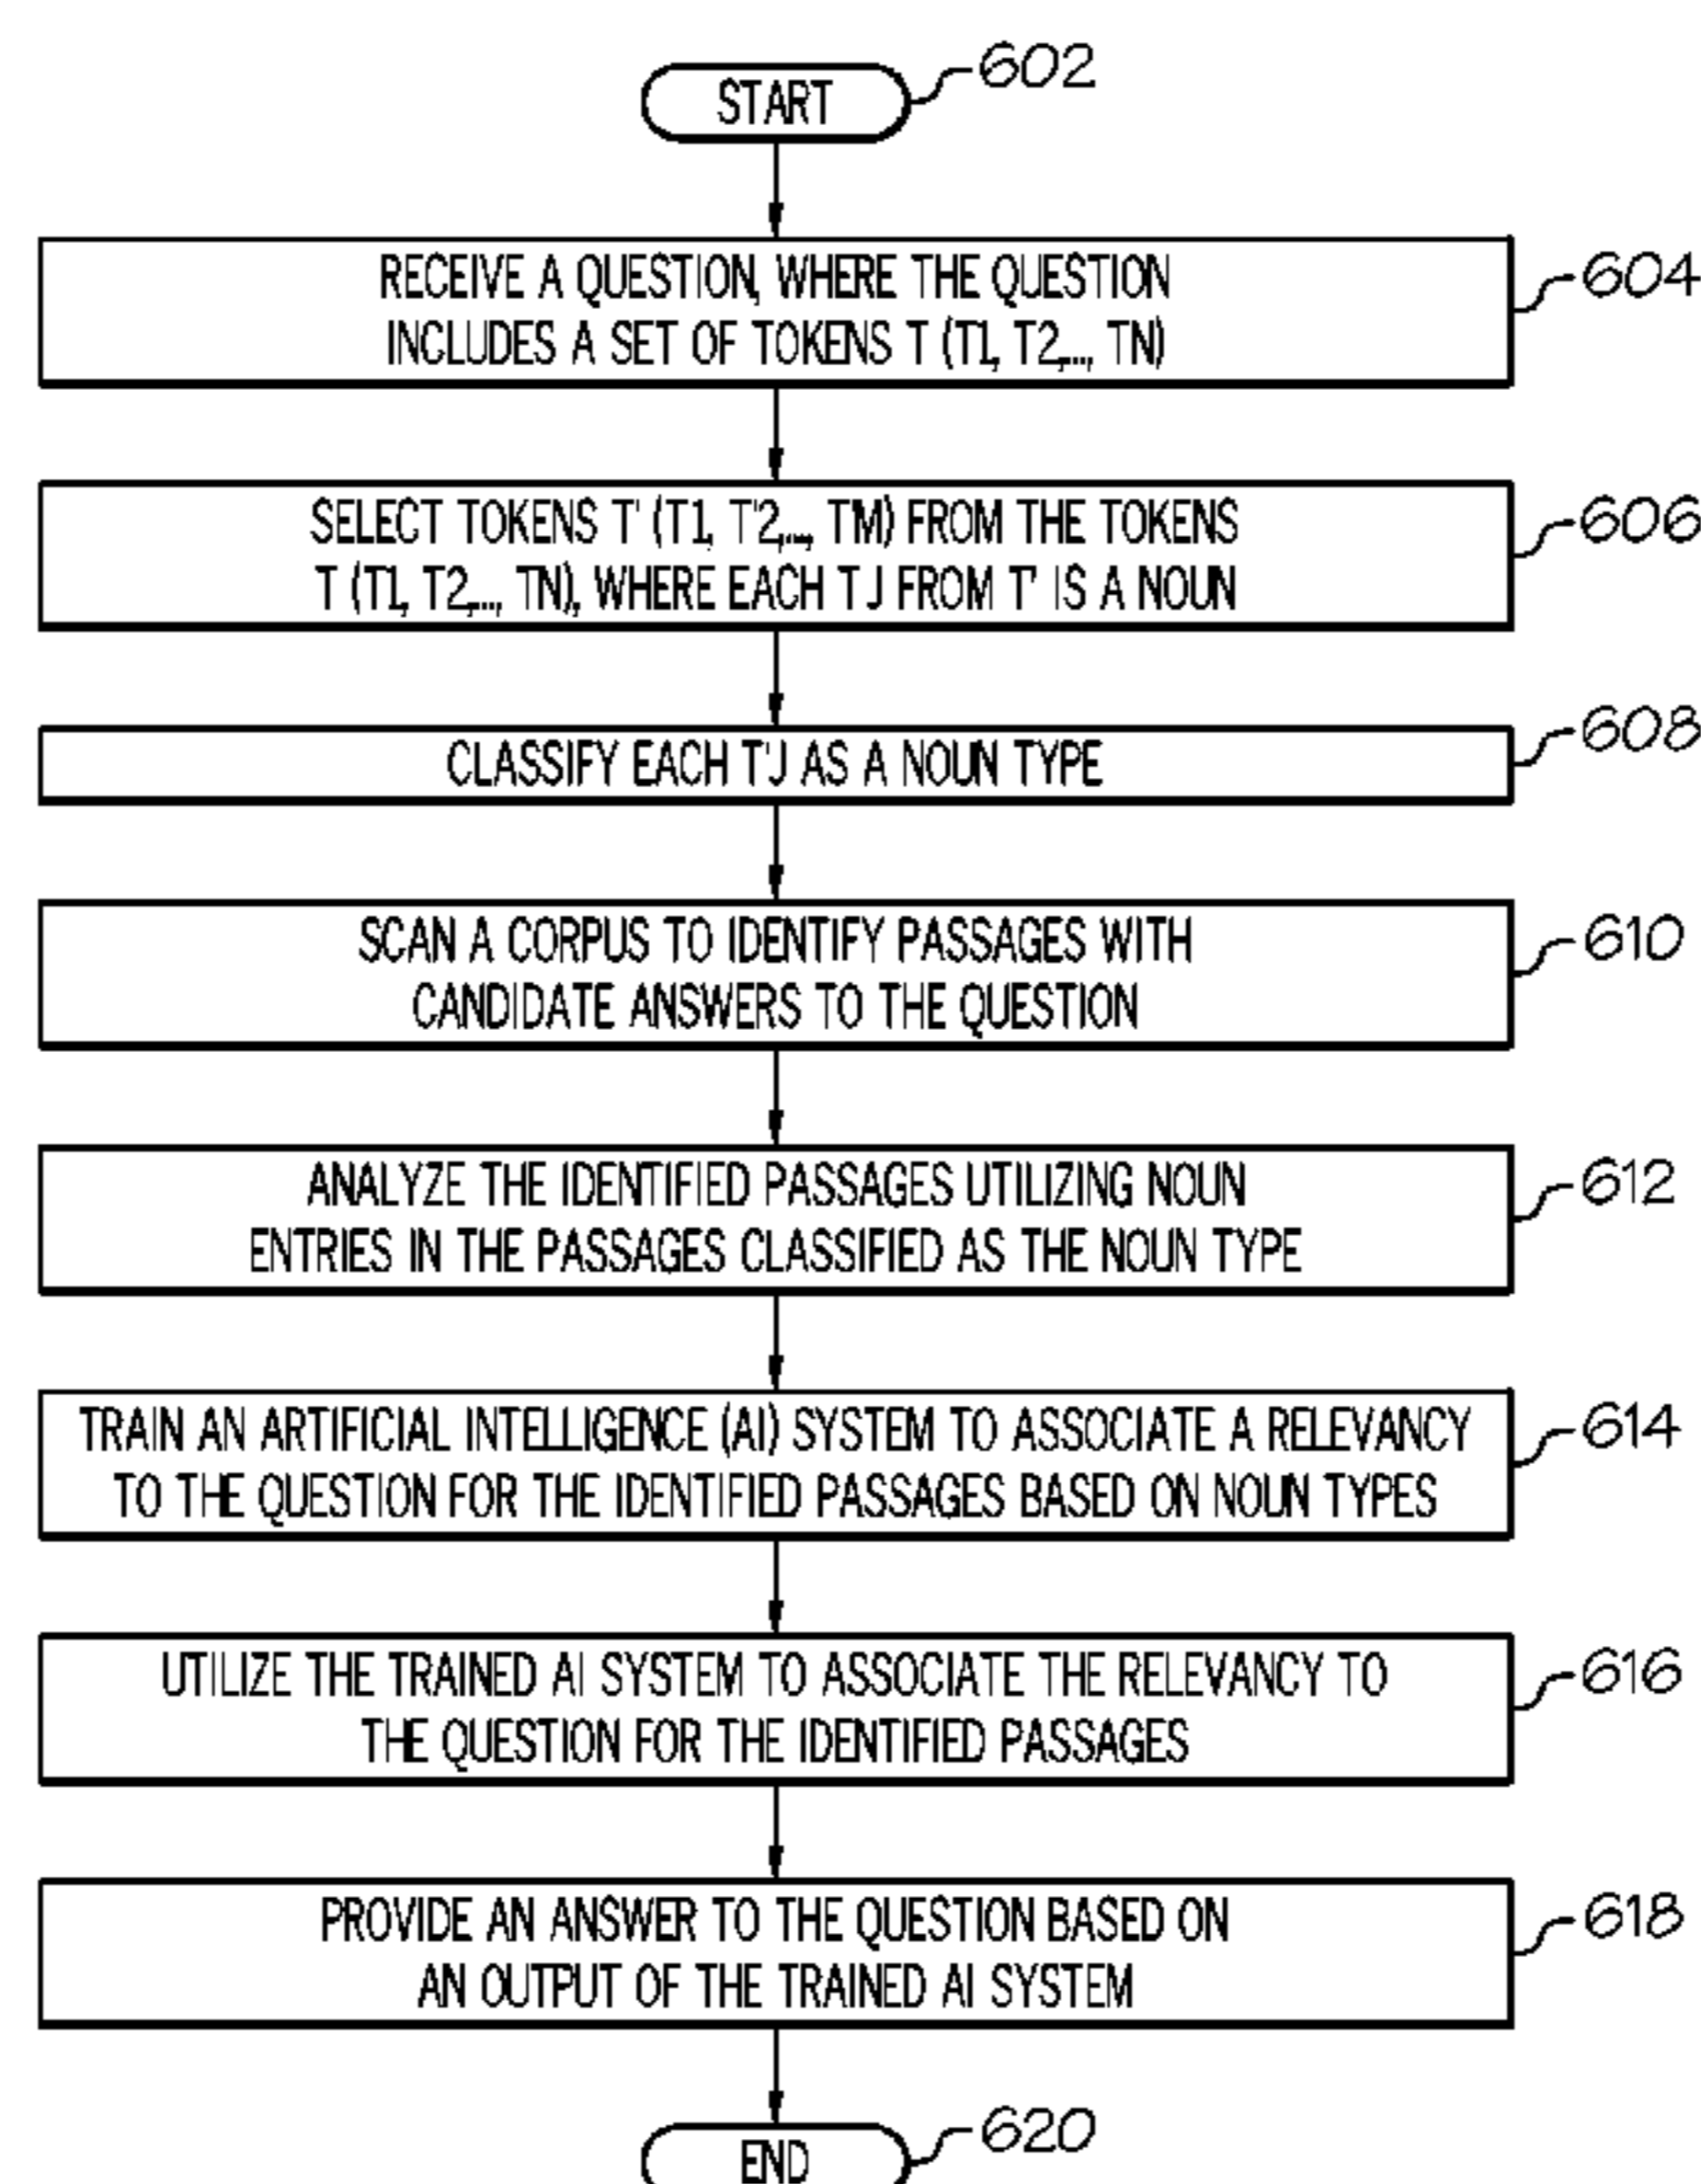 START
602
RECEIVE A QUESTION, WHERE THE QUESTION
INCLUDES A SET OF TOKENS T (T1, T2,..., TN)
604
SELECT TOKENS T' (T'1, T'2,..., T'M) FROM THE TOKENS
T (T1, T2,..., TN), WHERE EACH T'J FROM T' IS A NOUN
606
CLASSIFY EACH T'J AS A NOUN TYPE
608
SCAN A CORPUS TO IDENTIFY PASSAGES WITH
CANDIDATE ANSWERS TO THE QUESTION
610
ANALYZE THE IDENTIFIED PASSAGES UTILIZING NOUN
ENTRIES IN THE PASSAGES CLASSIFIED AS THE NOUN TYPE
612
TRAIN AN ARTIFICIAL INTELLIGENCE (AI) SYSTEM TO ASSOCIATE A RELEVANCY
TO THE QUESTION FOR THE IDENTIFIED PASSAGES BASED ON NOUN TYPES
614
UTILIZE THE TRAINED AI SYSTEM TO ASSOCIATE THE RELEVANCY TO
THE QUESTION FOR THE IDENTIFIED PASSAGES
616
PROVIDE AN ANSWER TO THE QUESTION BASED ON
AN OUTPUT OF THE TRAINED AI SYSTEM
618
END
620